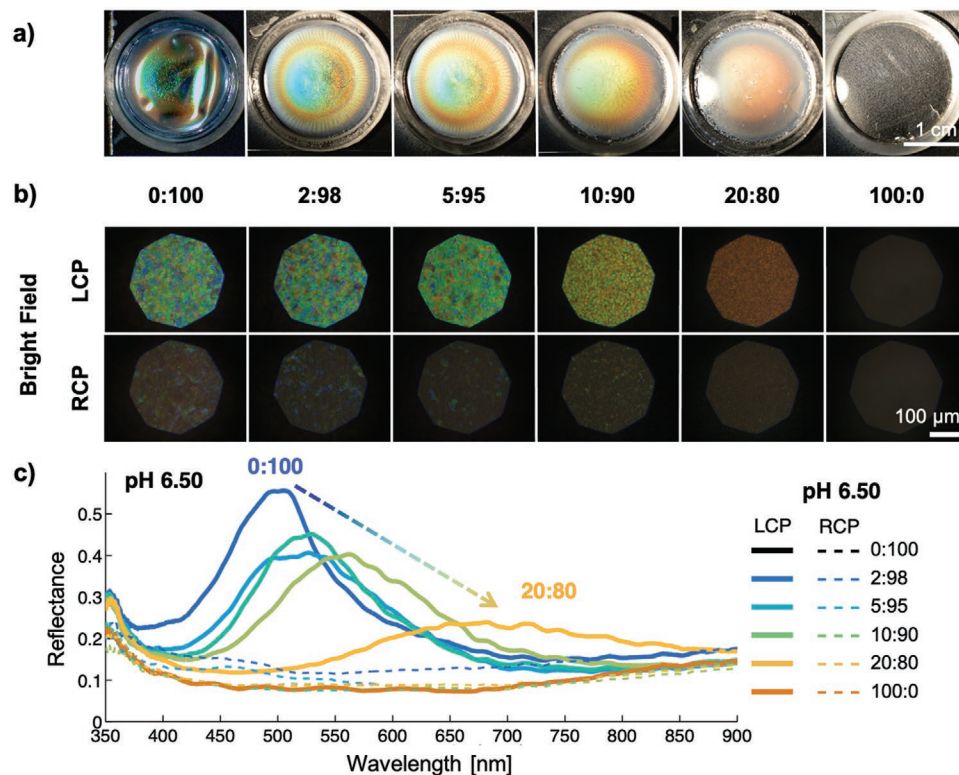 a)
1 cm
b)
0:100 2:98 5:95 10:90 20:80 100:0
Bright Field
LCP
RCP
100 µm
c)
pH 6.50
0:100
20:80
pH 6.50
LCP RCP
0:100
2:98
5:95
10:90
20:80
100:0
Reflectance
0.5
0.4
0.3
0.2
0.1
0
350 400 450 500 550 600 650 700 750 800 850 900
Wavelength [nm]